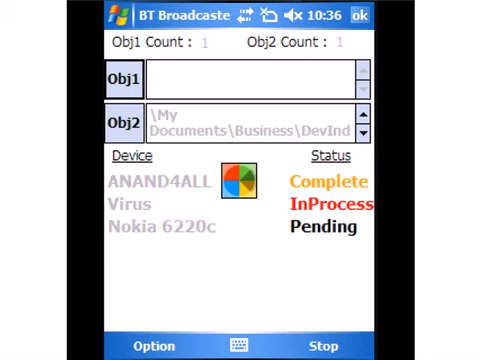 BT Broadcaste 10:36 ok
Obj1 Count : 1 Obj2 Count : 1
Obj1
Obj2 \My
Documents\Business\DevInd
Device Status
ANAND4ALL Complete
Virus InProcess
Nokia 6220c Pending
Option Stop